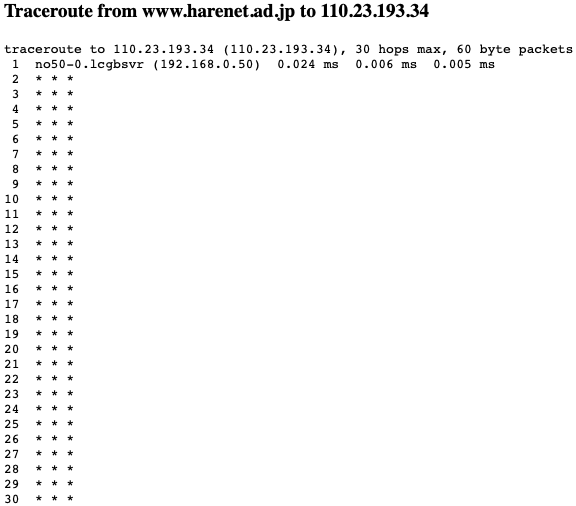 Traceroute from www.harenet.ad.jp to 110.23.193.34
traceroute to 110.23.193.34 (110.23.193.34), 30 hops max, 60 byte packets
1 no50-0.lcgbsvr (192.168.0.50) 0.024 ms 0.006 ms 0.005 ms
2 * * *
3 * * *
4 * * *
5 * * *
6 * * *
7 * * *
8 * * *
9 * * *
10 * * *
11 * * *
12 * * *
13 * * *
14 * * *
15 * * *
16 * * *
17 * * *
18 * * *
19 * * *
20 * * *
21 * * *
22 * * *
23 * * *
24 * * *
25 * * *
26 * * *
27 * * *
28 * * *
29 * * *
30 * * *